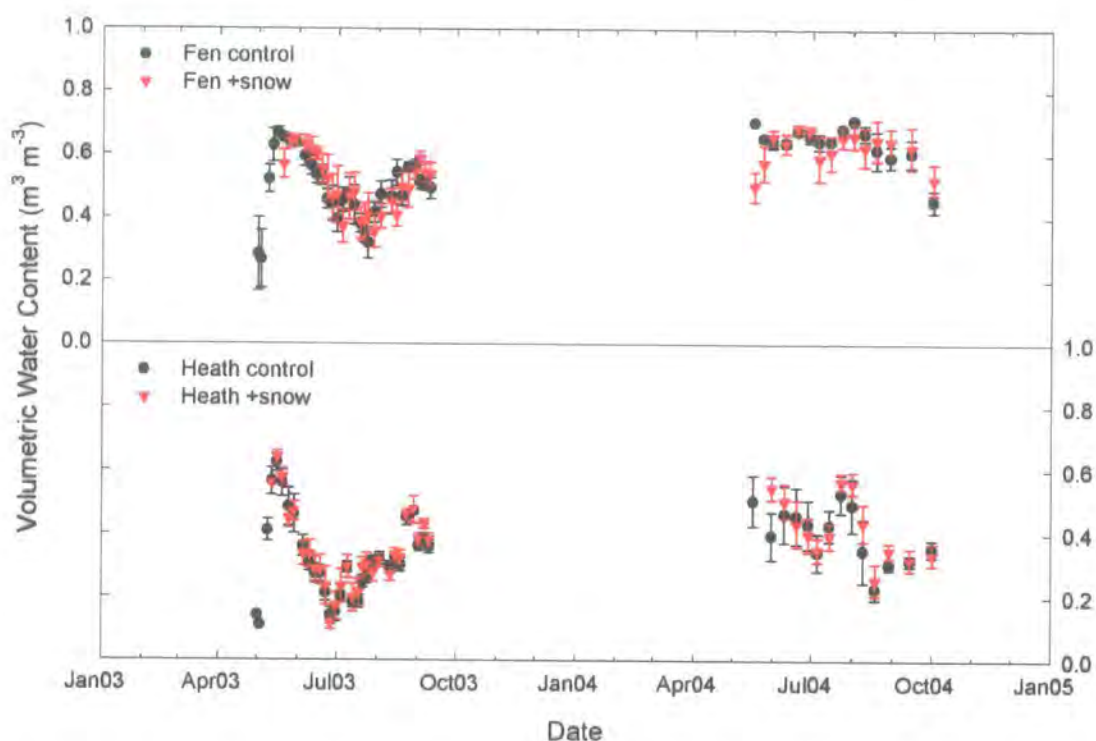 1.0
0.8
0.6
0.4
0.2
0.0
Fen control
Fen +snow
Volumetric Water Content (m³ m⁻³)
Heath control
Heath +snow
1.0
0.8
0.6
0.4
0.2
0.0
Jan03 Apr03 Jul03 Oct03 Jan04 Apr04 Jul04 Oct04 Jan05
Date